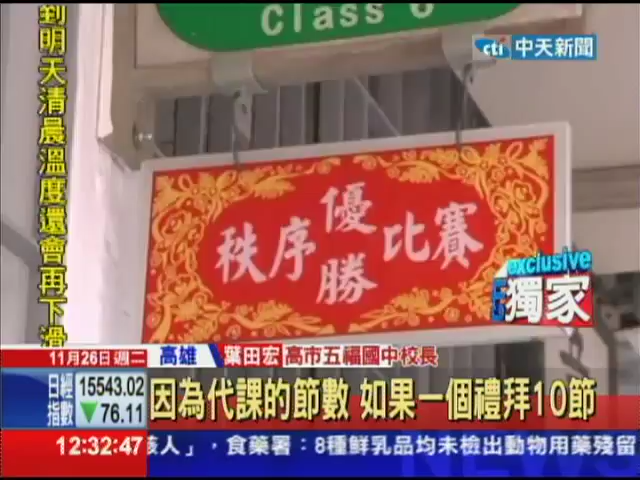 Class
cti 中天新聞
到明天清晨溫度還會再下滑
秩序優勝比賽
exclusive
獨家
11月26日 週二 高雄 葉田宏 高市五福國中校長
日經指數 15543.02
▼76.11
因為代課的節數 如果一個禮拜10節
12:32:47 人」，食藥署：8種鮮乳品均未檢出動物用藥殘留
NEWS